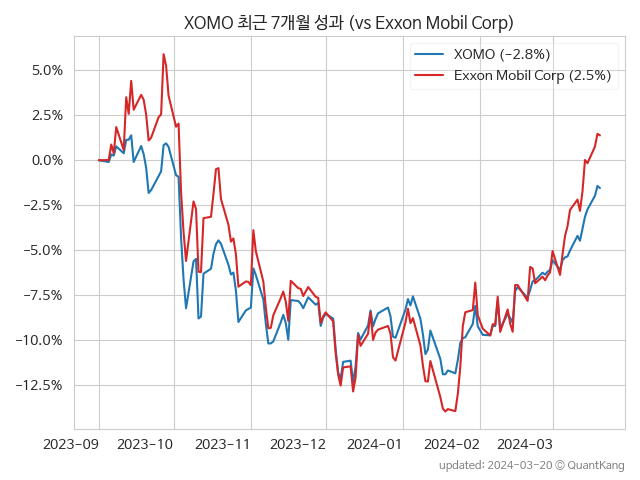 XOMO 최근 7개월 성과 (vs Exxon Mobil Corp)
XOMO (−2.8%)
Exxon Mobil Corp (2.5%)
5.0%
2.5%
0.0%
−2.5%
−5.0%
−7.5%
−10.0%
−12.5%
2023−09 2023−10 2023−11 2023−12 2024−01 2024−02 2024−03
updated: 2024−03−20 © QuantKang